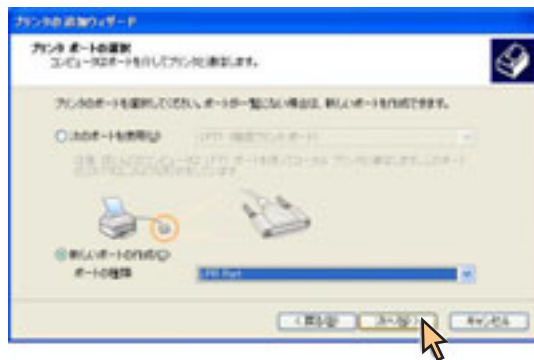 プリンタの追加ウィザード
プリンタ ポートの選択
コンピュータはポートを介してプリンタと通信します。
プリンタのポートを選択してください。ポートが一覧にない場合は、新しいポートを作成できます。
次のポートを使用(U)
新しいポートの作成(C)
ポートの種類
LPR Port
< 戻る(B)
次へ(N) >
キャンセル